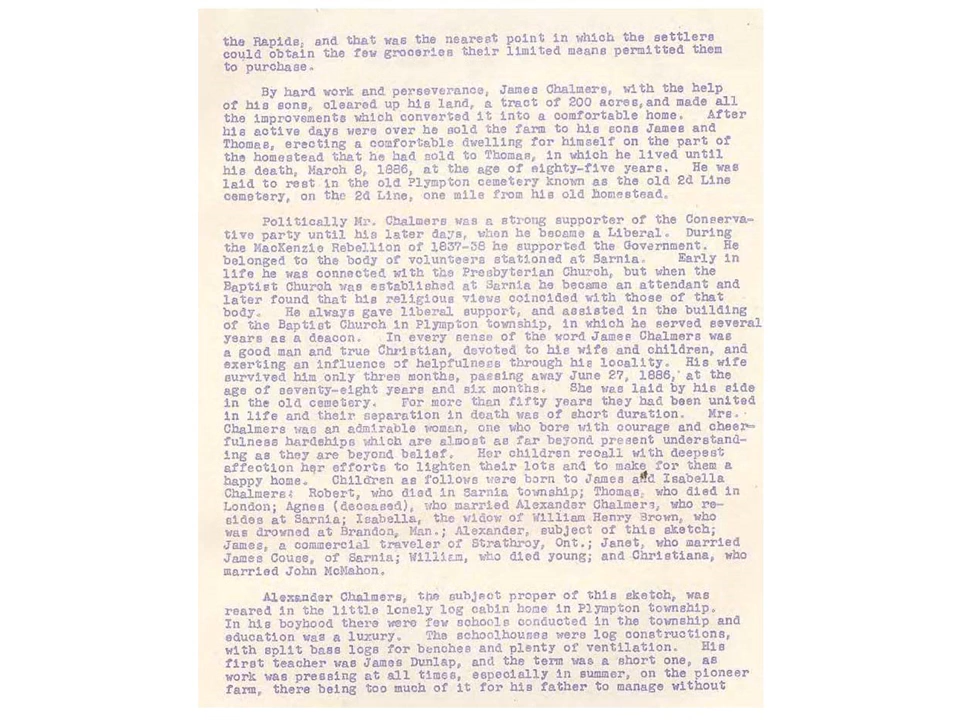 the Rapids, and that was the nearest point in which the settlers
could obtain the few groceries their limited means permitted them
to purchase.
By hard work and perseverance, James Chalmers, with the help
of his sons, cleared up his land, a tract of 200 acres, and made all
the improvements which converted it into a comfortable home. After
his active days were over he sold the farm to his sons James and
Thomas, erecting a comfortable dwelling for himself on the part of
the homestead that he had sold to Thomas, in which he lived until
his death, March 8, 1886, at the age of eighty-five years. He was
laid to rest in the old Plympton cemetery known as the old 2d Line
cemetery, on the 2d Line, one mile from his old homestead.
Politically Mr. Chalmers was a strong supporter of the Conserva-
tive party until his later days, when he became a Liberal. During
the MacKenzie Rebellion of 1837-38 he supported the Government. He
belonged to the body of volunteers stationed at Sarnia. Early in
life he was connected with the Presbyterian Church, but when the
Baptist Church was established at Sarnia he became an attendant and
later found that his religious views coincided with those of that
body. He always gave liberal support, and assisted in the building
of the Baptist Church in Plympton township, in which he served several
years as a deacon. In every sense of the word James Chalmers was
a good man and true Christian, devoted to his wife and children, and
exerting an influence of helpfulness through his locality. His wife
survived him only three months, passing away June 27, 1886, at the
age of seventy-eight years and six months. She was laid by his side
in the old cemetery. For more than fifty years they had been united
in life and their separation in death was of short duration. Mrs.
Chalmers was an admirable woman, one who bore with courage and cheer-
fulness hardships which are almost as far beyond present understand-
ing as they are beyond belief. Her children recall with deepest
affection her efforts to lighten their lots and to make for them a
happy home. Children as follows were born to James and Isabella
Chalmers: Robert, who died in Sarnia township; Thomas, who died in
London; Agnes (deceased), who married Alexander Chalmers, who re-
sides at Sarnia; Isabella, the widow of William Henry Brown, who
was drowned at Brandon, Man.; Alexander, subject of this sketch;
James, a commercial traveler of Strathroy, Ont.; Janet, who married
James Couse, of Sarnia; William, who died young; and Christiana, who
married John McMahon.
Alexander Chalmers, the subject proper of this sketch, was
reared in the little lonely log cabin home in Plympton township.
In his boyhood there were few schools conducted in the township and
education was a luxury. The schoolhouses were log constructions,
with split bass logs for benches and plenty of ventilation. His
first teacher was James Dunlap, and the term was a short one, as
work was pressing at all times, especially in summer, on the pioneer
farm, there being too much of it for his father to manage without